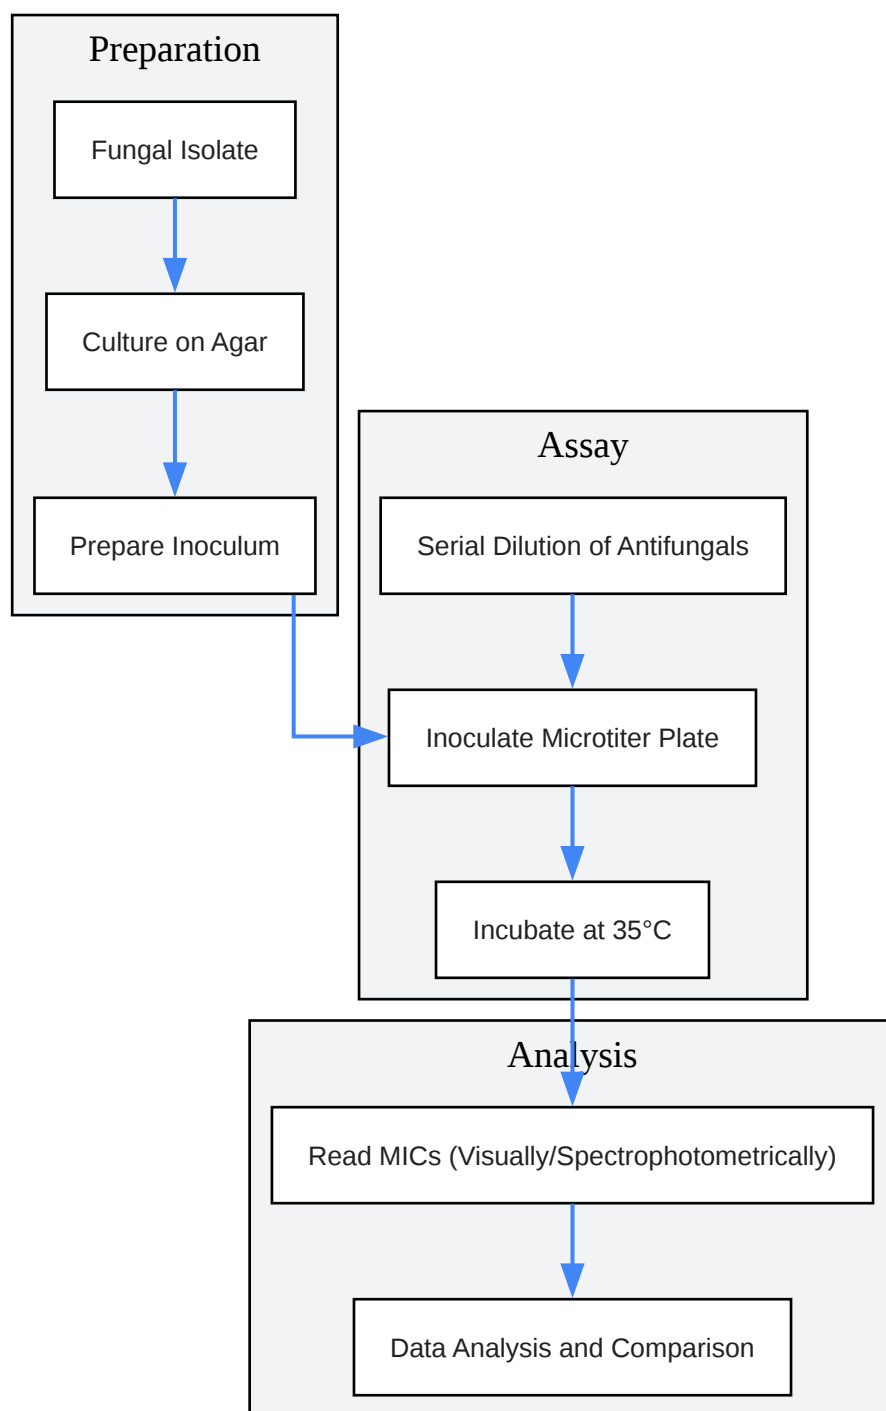 Preparation
Fungal Isolate
Culture on Agar
Prepare Inoculum
Assay
Serial Dilution of Antifungals
Inoculate Microtiter Plate
Incubate at 35°C
Analysis
Read MICs (Visually/Spectrophotometrically)
Data Analysis and Comparison